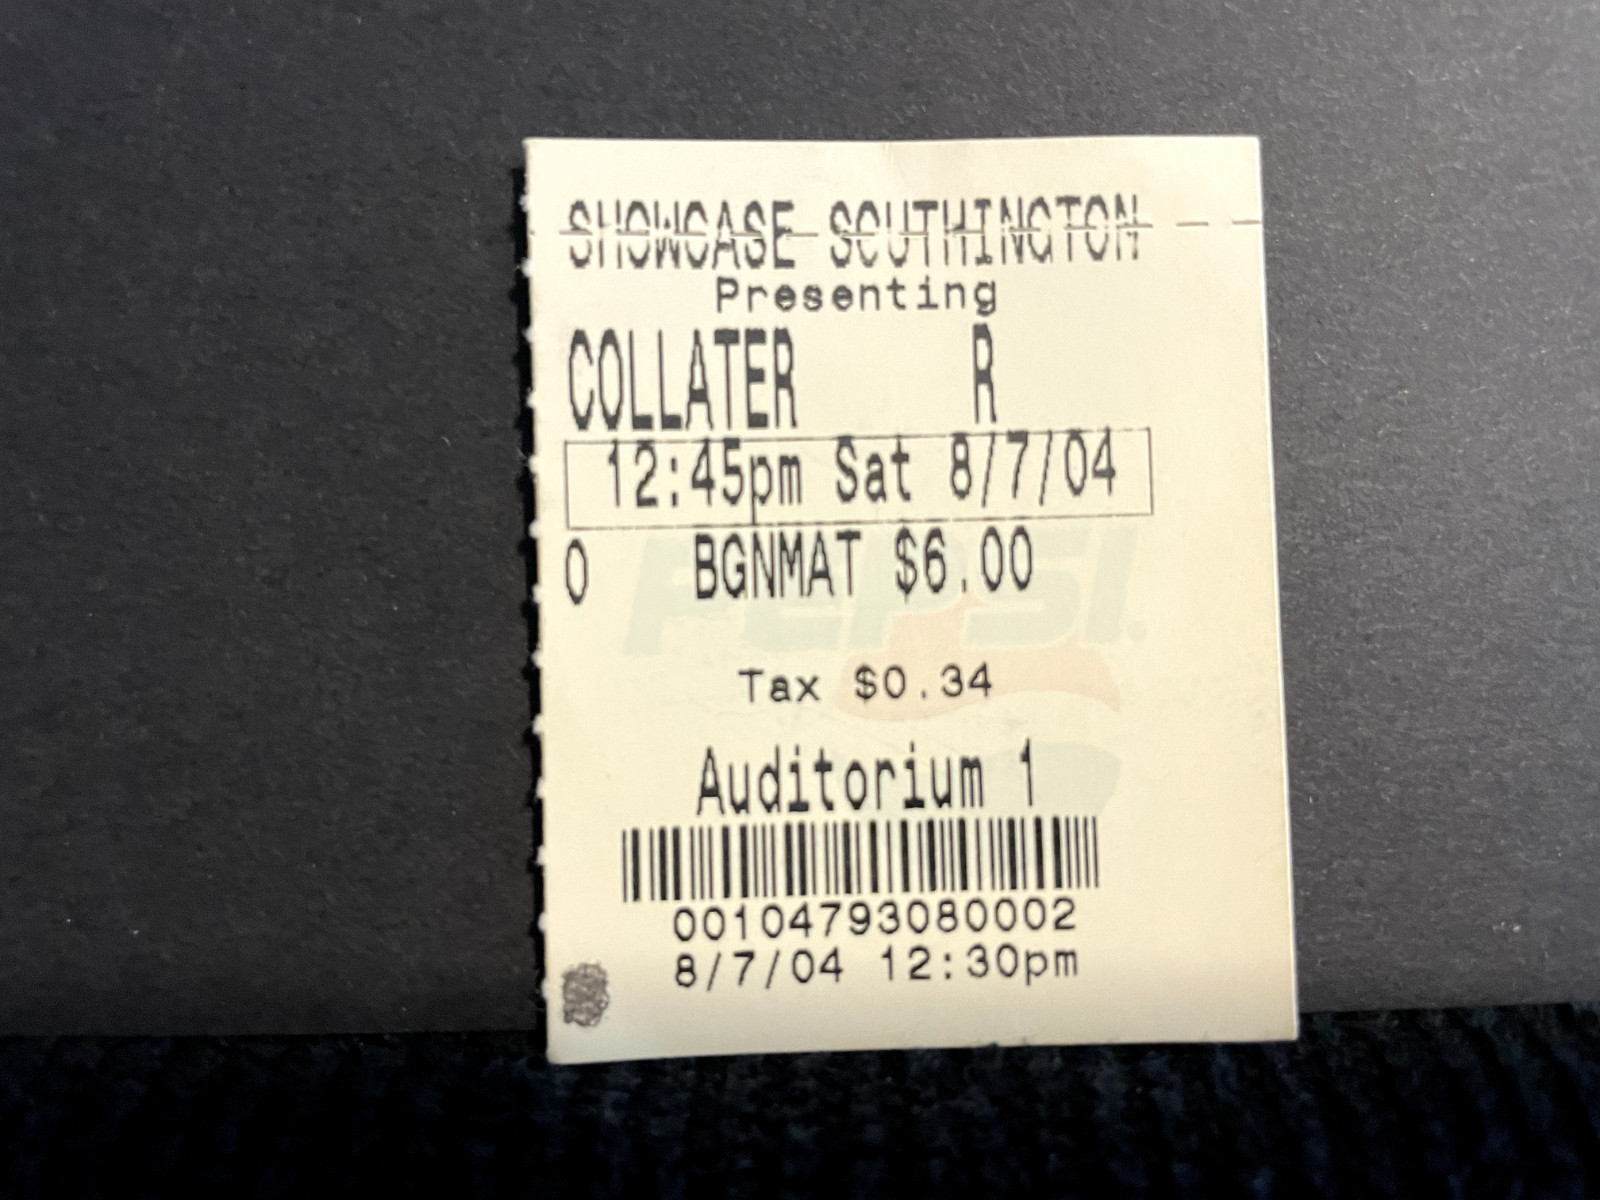 SHOWCASE SOUTHINGTON
Presenting
COLLATER R
12:45pm Sat 8/7/04
0 BGNMAT $6.00
PEPSI
Tax $0.34
Auditorium 1
00104793080002
8/7/04 12:30pm